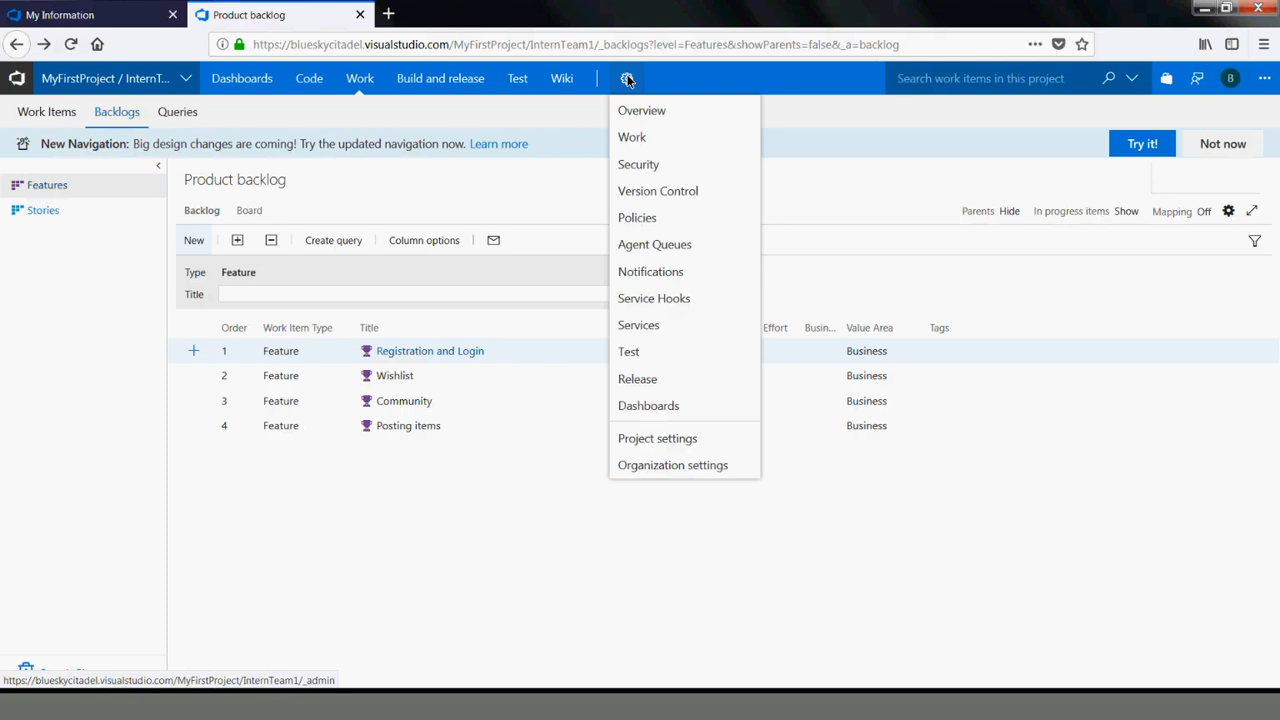 My Information
Product backlog
https://blueskycitadel.visualstudio.com/MyFirstProject/InternTeam1/_backlogs?level=Features&showParents=false&_a=backlog
MyFirstProject / InternT...
Dashboards
Code
Work
Build and release
Test
Wiki
Search work items in this project
B
Work Items
Backlogs
Queries
New Navigation: Big design changes are coming! Try the updated navigation now. Learn more
Try it!
Not now
Features
Stories
Product backlog
Backlog
Board
Parents Hide
In progress items Show
Mapping Off
New
Create query
Column options
Type Feature
Title
Order
Work Item Type
Title
Effort
Busin...
Value Area
Tags
1 Feature Registration and Login Business
2 Feature Wishlist Business
3 Feature Community Business
4 Feature Posting items Business
Overview
Work
Security
Version Control
Policies
Agent Queues
Notifications
Service Hooks
Services
Test
Release
Dashboards
Project settings
Organization settings
https://blueskycitadel.visualstudio.com/MyFirstProject/InternTeam1/_admin